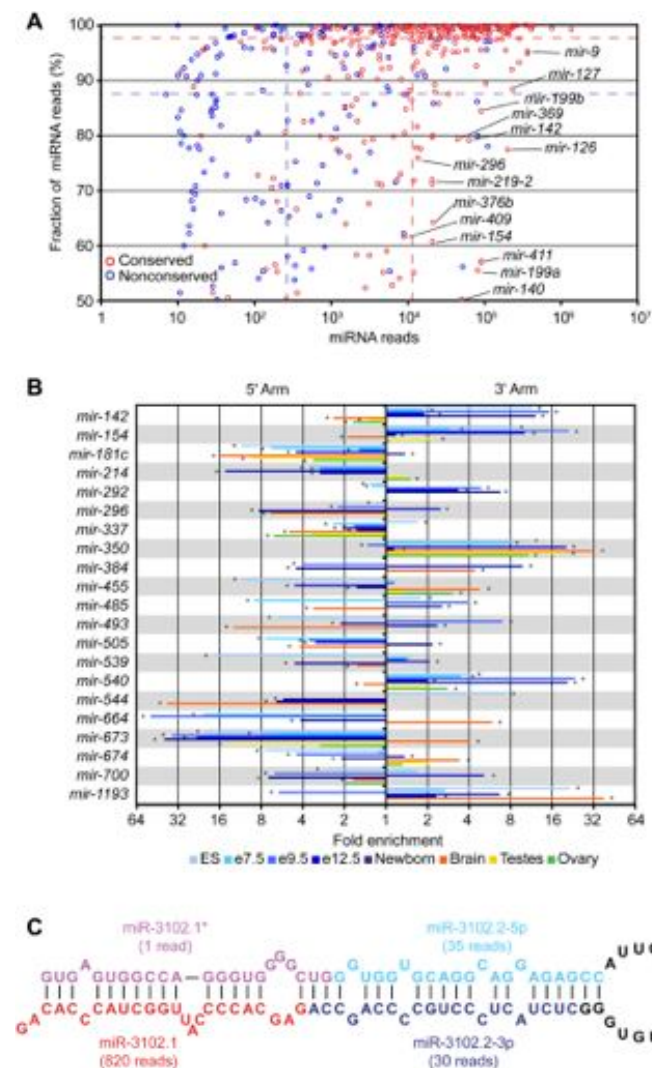 A
Fraction of miRNA reads (%)
100
90
80
70
60
50
mir-9
mir-127
mir-199b
mir-369
mir-142
mir-126
mir-296
mir-219-2
mir-376b
mir-409
mir-154
mir-411
mir-199a
mir-140
Conserved
Nonconserved
1 10 10² 10³ 10⁴ 10⁵ 10⁶ 10⁷
miRNA reads
B
5' Arm 3' Arm
mir-142
mir-154
mir-181c
mir-214
mir-292
mir-296
mir-337
mir-350
mir-384
mir-455
mir-485
mir-493
mir-505
mir-539
mir-540
mir-544
mir-664
mir-673
mir-674
mir-700
mir-1193
64 32 16 8 4 2 1 2 4 8 16 32 64
Fold enrichment
ES e7.5 e9.5 e12.5 Newborn Brain Testes Ovary
C
miR-3102.1* miR-3102.2-5p
(1 read) (35 reads)
GUGAGUGGCCA—GGGUGGGGCUGGGUGGUGCAGGCAGGAGAGCC
GACACCCAUCGGUUACCCACCCGAGACCGACCCCGUCCCUACUCUCGG
miR-3102.1 miR-3102.2-3p
(820 reads) (30 reads)